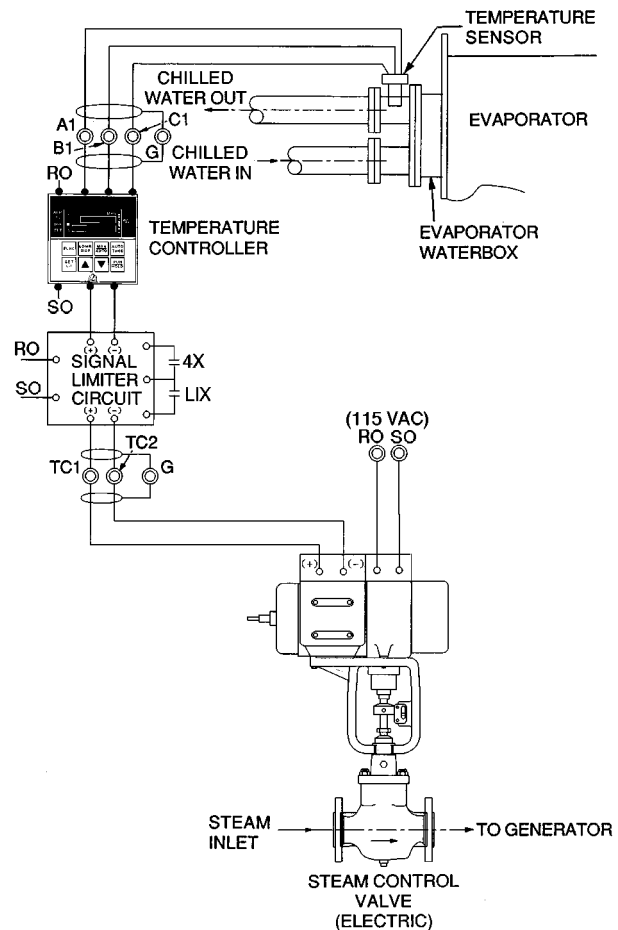 TEMPERATURE
SENSOR
CHILLED
WATER OUT
EVAPORATOR
A1
B1
C1
G
CHILLED
WATER IN
RO
TEMPERATURE
CONTROLLER
EVAPORATOR
WATERBOX
SO
(+) (-)
RO
SIGNAL
LIMITER
CIRCUIT
4X
SO
LIX
(+) (-)
(115 VAC)
RO SO
TC1
TC2
G
(+) (-)
STEAM
INLET
TO GENERATOR
STEAM CONTROL
VALVE
(ELECTRIC)